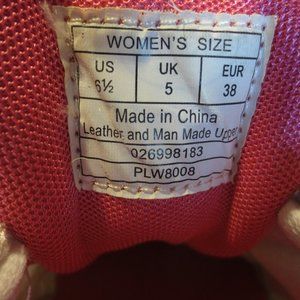 WOMEN'S SIZE
US UK EUR
6½ 5 38
Made in China
Leather and Man Made Upper
026998183
PLW8008